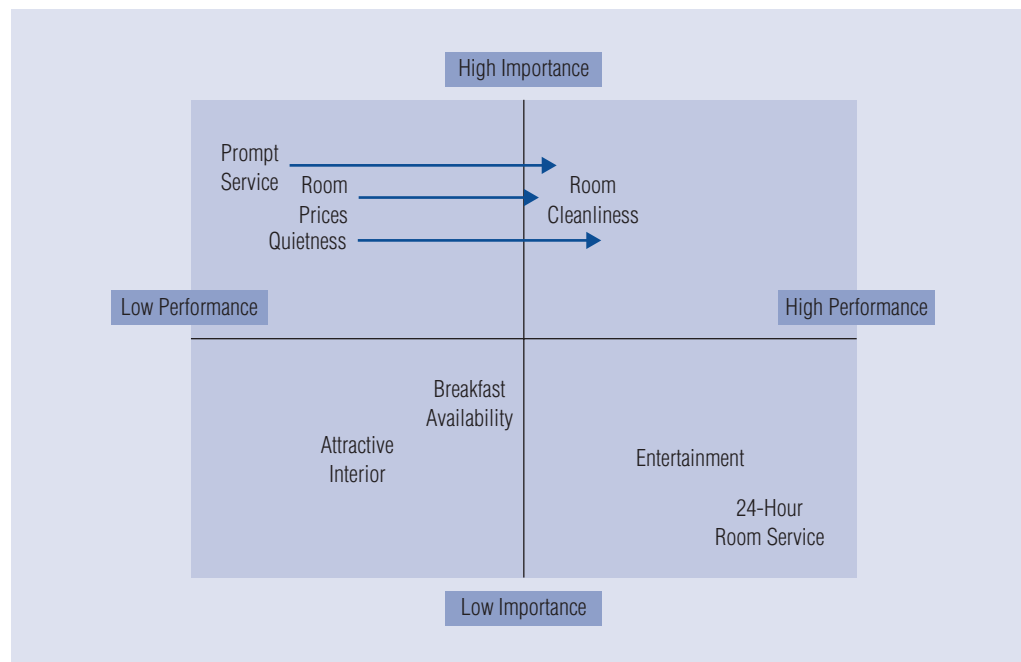 High Importance
Prompt
Service
Room
Prices
Quietness
Room
Cleanliness
Low Performance
High Performance
Breakfast
Availability
Attractive
Interior
Entertainment
24-Hour
Room Service
Low Importance